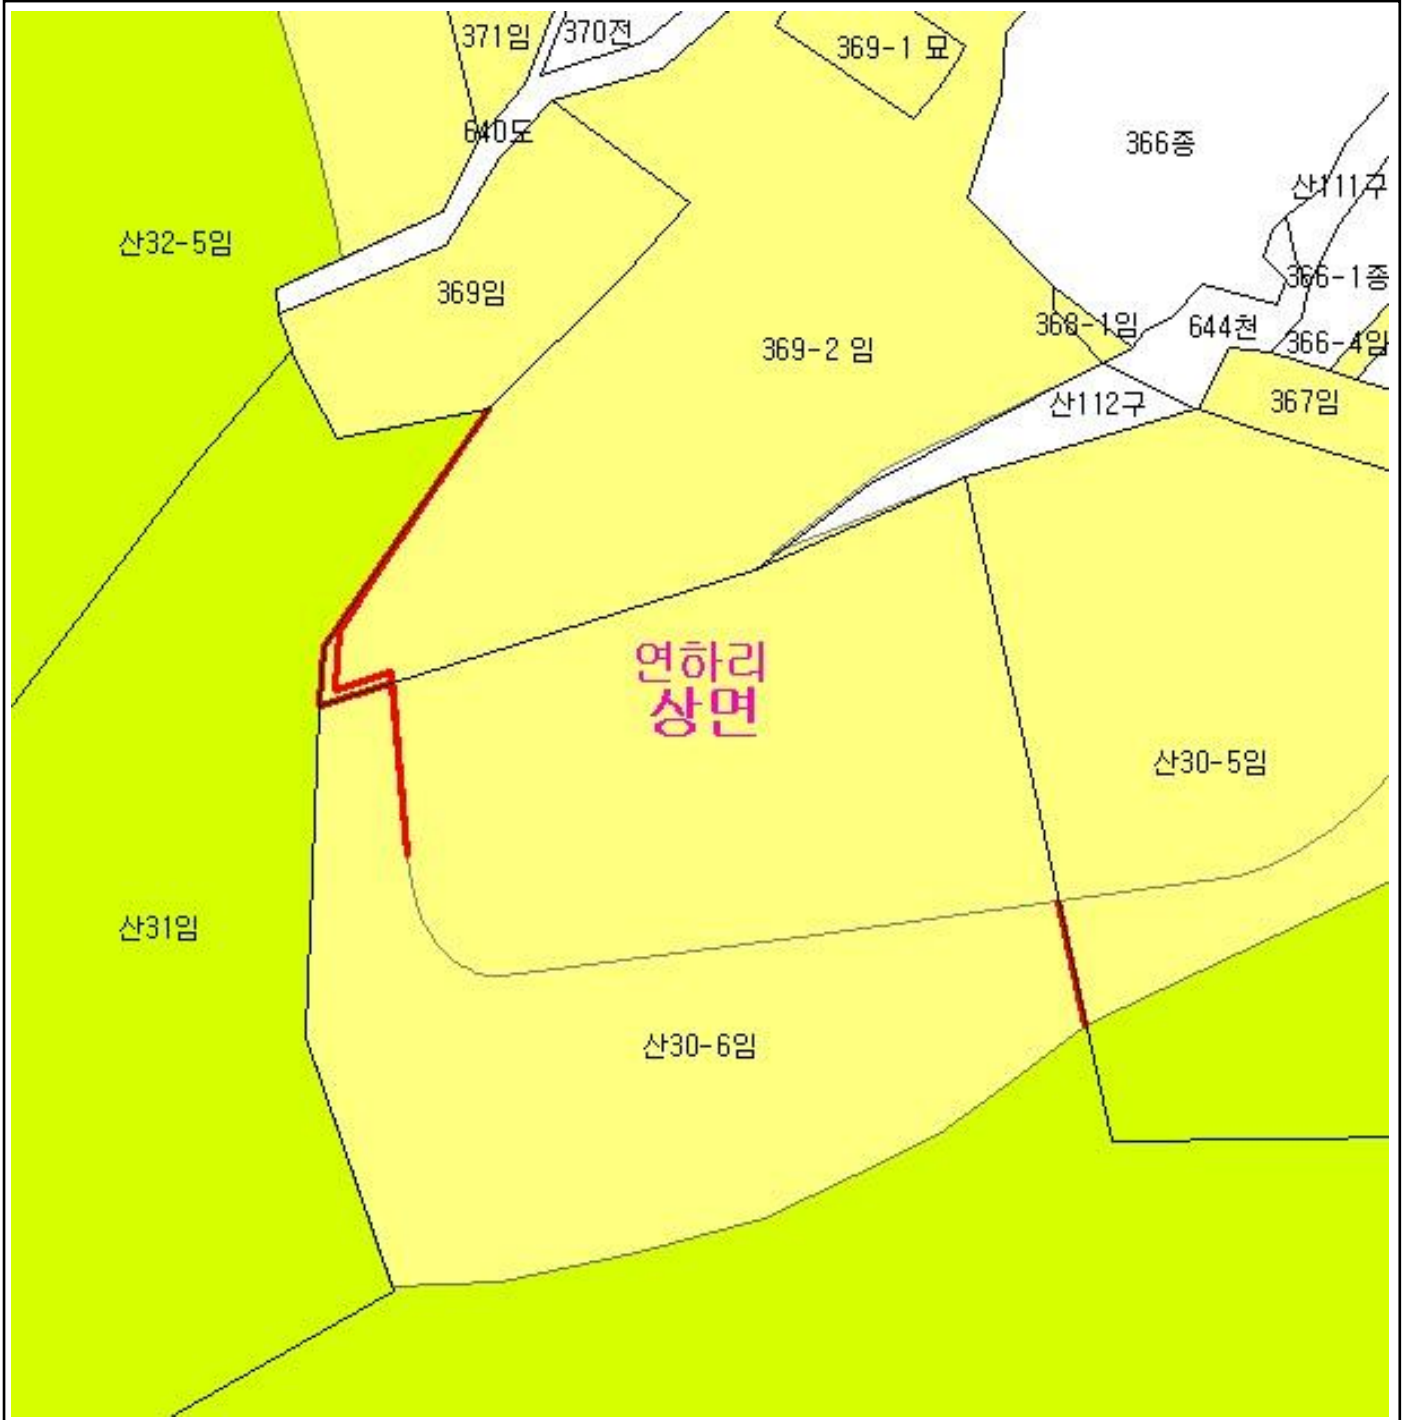 371임
370전
369-1 묘
640도
366종
산111구
산32-5임
366-1종
369임
368-1임
644천
366-4임
369-2 임
산112구
367임
연하리
상면
산30-5임
산31임
산30-6임